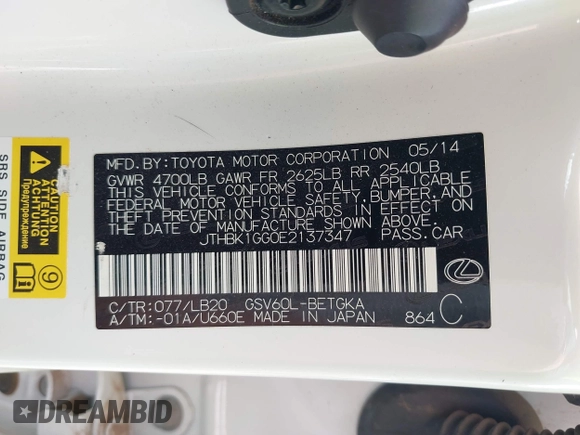 MFD.BY:TOYOTA MOTOR CORPORATION 05/14
GVWR 4700LB GAWR FR 2625LB RR 2540LB
THIS VEHICLE CONFORMS TO ALL APPLICABLE
FEDERAL MOTOR VEHICLE SAFETY,BUMPER,AND
THEFT PREVENTION STANDARDS IN EFFECT ON
THE DATE OF MANUFACTURE SHOWN ABOVE.
JTHBK1GG0E2137347 PASS.CAR
C/TR:077/LB20 GSV60L-BETGKA
A/TM:-01A/U660E MADE IN JAPAN 864 C
CAUTION
ATTENTION
ACHTUNG
Предупреждение
SRS SIDE AIRBAG
9
DREAMBID